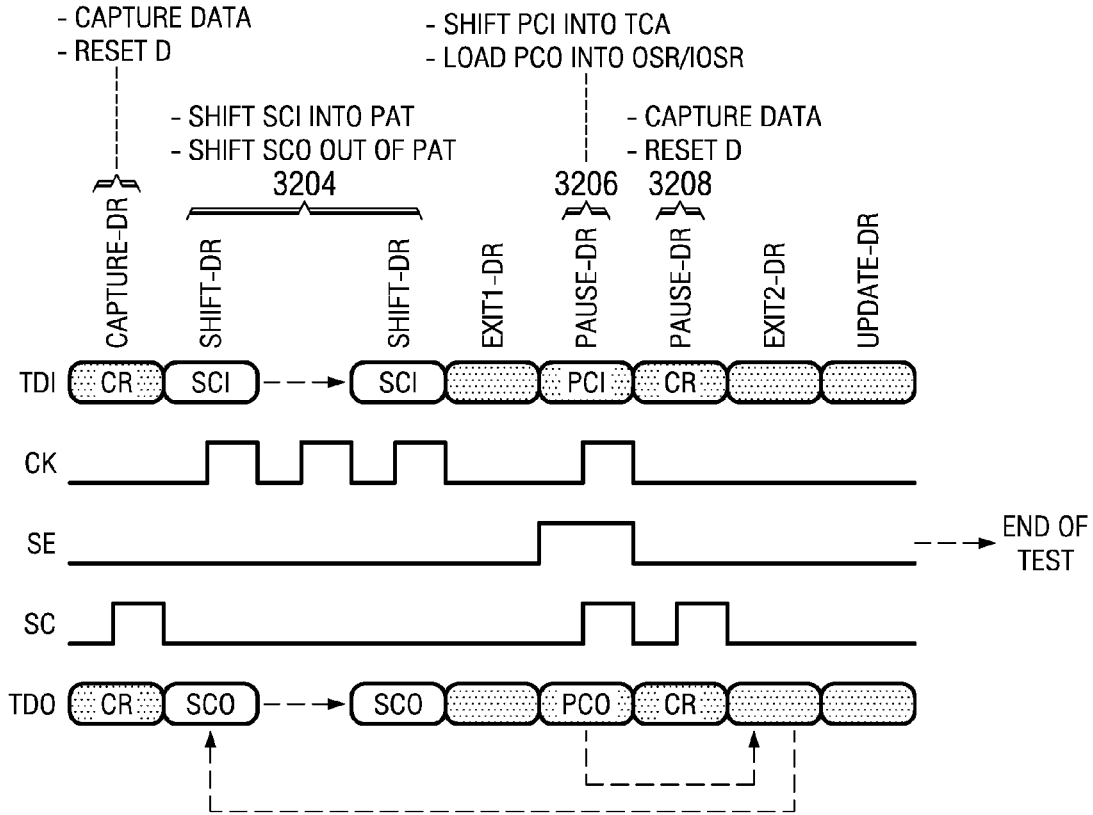 - CAPTURE DATA
- RESET D
- SHIFT PCI INTO TCA
- LOAD PCO INTO OSR/IOSR
- SHIFT SCI INTO PAT
- SHIFT SCO OUT OF PAT
- CAPTURE DATA
- RESET D
3204
3206
3208
CAPTURE-DR
SHIFT-DR
SHIFT-DR
EXIT1-DR
PAUSE-DR
PAUSE-DR
EXIT2-DR
UPDATE-DR
TDI CR SCI SCI PCI CR
CK
SE
END OF
TEST
SC
TDO CR SCO SCO PCO CR